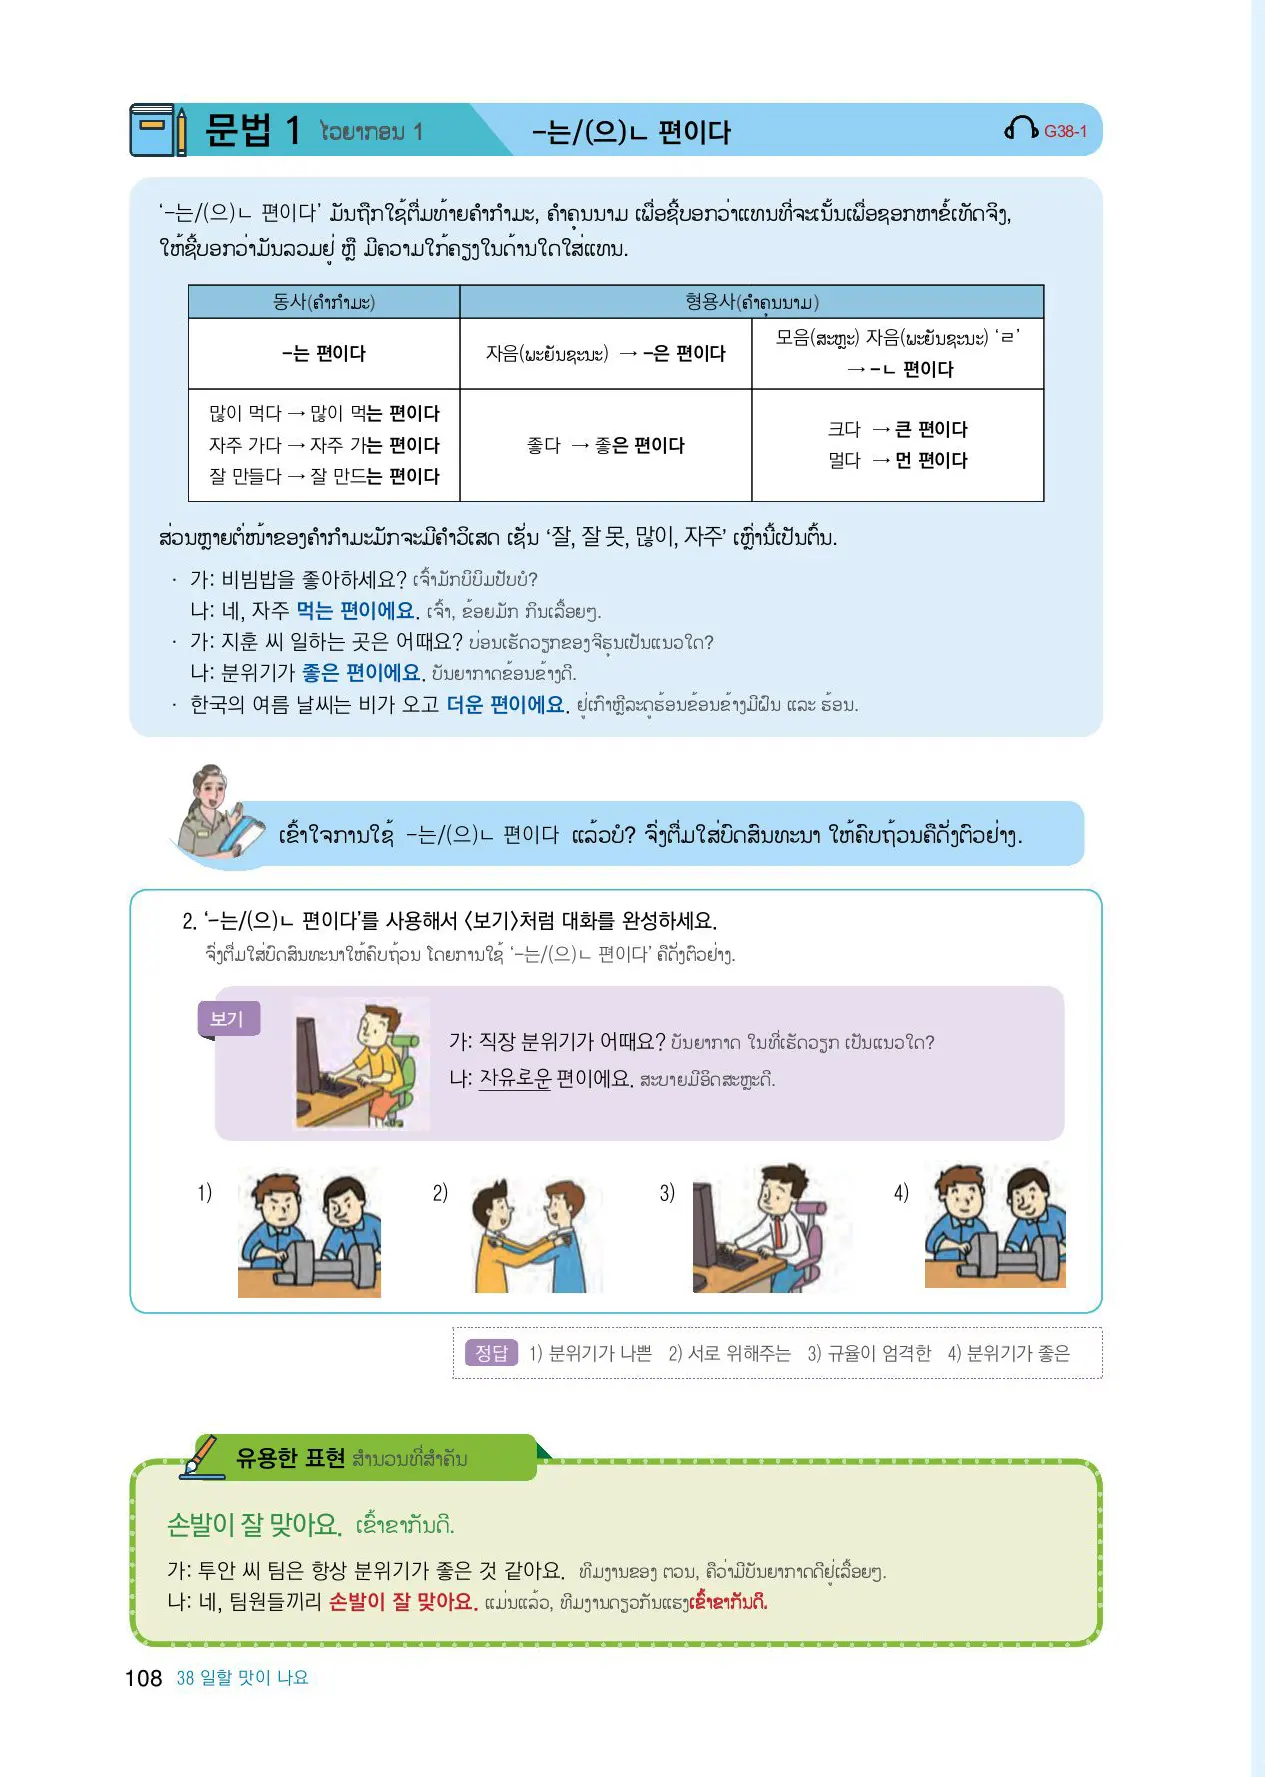 문법 1 ໄວຍາກອນ 1 -는/(으)ㄴ 편이다 G38-1
‘-는/(으)ㄴ 편이다’ ມັນຖືກໃຊ້ຕື່ມທ້າຍຄຳກຳມະ, ຄຳຄຸນນາມ ເພື່ອຊີ້ບອກວ່າແທນທີ່ຈະເນັ້ນເພື່ອຊອກຫາຂໍ້ເທັດຈິງ,
ໃຫ້ຊີ້ບອກວ່າມັນລວມຢູ່ ຫຼື ມີຄວາມໃກ້ຄຽງໃນດ້ານໃດໃສ່ແທນ.
동사(ຄຳກຳມະ) 형용사(ຄຳຄຸນນາມ)
-는 편이다 자음(ພະຍັນຊະນະ) → -은 편이다 모음(ສະຫຼະ) 자음(ພະຍັນຊະນະ) ‘ㄹ’
→ -ㄴ 편이다
많이 먹다 → 많이 먹는 편이다
자주 가다 → 자주 가는 편이다
잘 만들다 → 잘 만드는 편이다
좋다 → 좋은 편이다
크다 → 큰 편이다
멀다 → 먼 편이다
ສ່ວນຫຼາຍຕໍ່ໜ້າຂອງຄຳກຳມະມັກຈະມີຄຳວິເສດ ເຊັ່ນ ‘잘, 잘 못, 많이, 자주’ ເຫຼົ່ານີ້ເປັນຕົ້ນ.
· 가: 비빔밥을 좋아하세요? ເຈົ້າມັກບິບິມປັບບໍ?
나: 네, 자주 먹는 편이에요. ເຈົ້າ, ຂ້ອຍມັກ ກິນເລື້ອຍໆ.
· 가: 지훈 씨 일하는 곳은 어때요? ບ່ອນເຮັດວຽກຂອງຈີຮຸນເປັນແນວໃດ?
나: 분위기가 좋은 편이에요. ບັນຍາກາດຂ້ອນຂ້າງດີ.
· 한국의 여름 날씨는 비가 오고 더운 편이에요. ຢູ່ເກົາຫຼີລະດູຮ້ອນຂ້ອນຂ້າງມີຝົນ ແລະ ຮ້ອນ.
ເຂົ້າໃຈການໃຊ້ -는/(으)ㄴ 편이다 ແລ້ວບໍ? ຈົ່ງຕື່ມໃສ່ບົດສົນທະນາ ໃຫ້ຄົບຖ້ວນຄືດັ່ງຕົວຢ່າງ.
2. ‘-는/(으)ㄴ 편이다’를 사용해서 〈보기〉처럼 대화를 완성하세요.
ຈົ່ງຕື່ມໃສ່ບົດສົນທະນາໃຫ້ຄົບຖ້ວນ ໂດຍການໃຊ້ ‘-는/(으)ㄴ 편이다’ ຄືດັ່ງຕົວຢ່າງ.
보기
가: 직장 분위기가 어때요? ບັນຍາກາດ ໃນທີ່ເຮັດວຽກ ເປັນແນວໃດ?
나: 자유로운 편이에요. ສະບາຍມີອິດສະຫຼະດີ.
1) 2) 3) 4)
정답 1) 분위기가 나쁜 2) 서로 위해주는 3) 규율이 엄격한 4) 분위기가 좋은
유용한 표현 ສຳນວນທີ່ສຳຄັນ
손발이 잘 맞아요. ເຂົ້າຂາກັນດີ.
가: 투안 씨 팀은 항상 분위기가 좋은 것 같아요. ທີມງານຂອງ ຕວນ, ຄືວ່າມີບັນຍາກາດດີຢູ່ເລື້ອຍໆ.
나: 네, 팀원들끼리 손발이 잘 맞아요. ແມ່ນແລ້ວ, ທີມງານດຽວກັນແຮງເຂົ້າຂາກັນດີ.
108 38 일할 맛이 나요